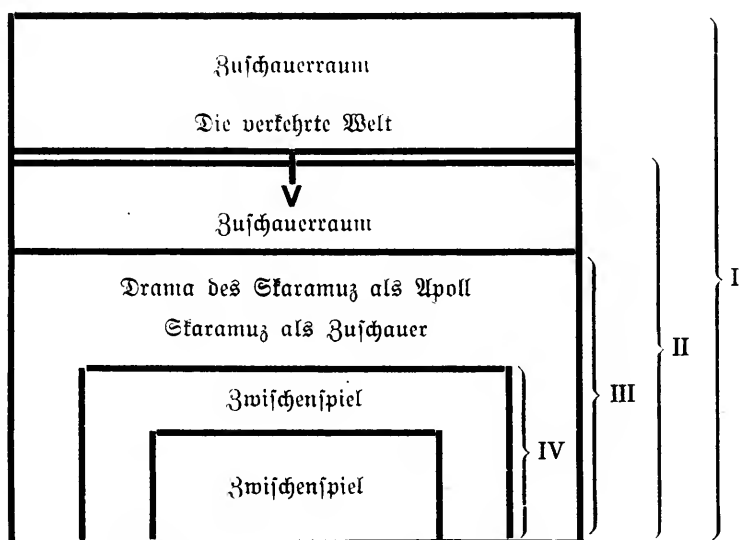 Zuſchauerraum
Die verkehrte Welt
V
Zuſchauerraum
Drama des Skaramuz als Apoll
Skaramuz als Zuſchauer
Zwiſchenſpiel
Zwiſchenſpiel
I
II
III
IV